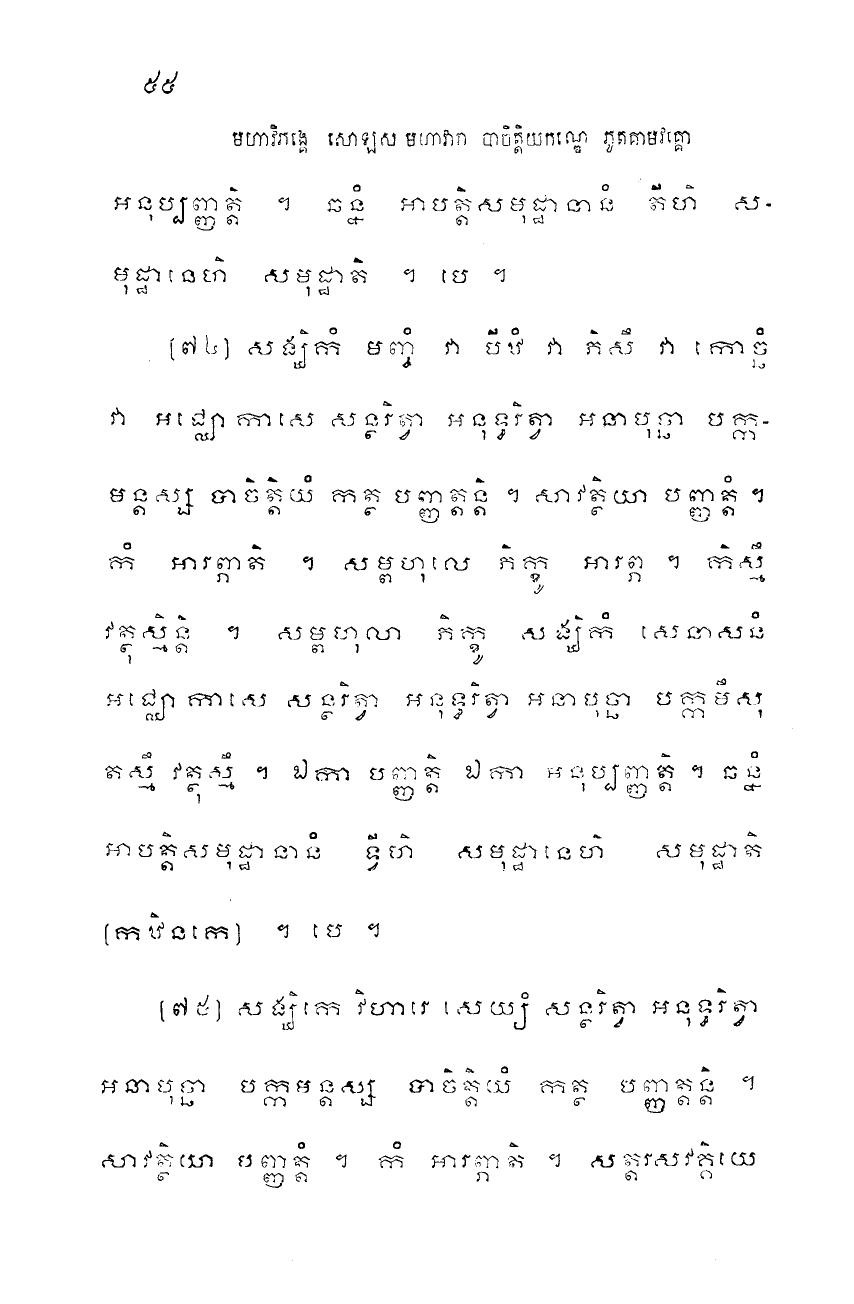 ៥៥
មហាវិភង្គេ សោឡស មហាវារ បាចិត្តិយកណ្ឌេ ភូតគាមវគ្គោ
អនុប្បញ្ញត្តិ ។ ឆន្នំ អាបត្តិសមុដ្ឋានានំ តីហិ ស-
មុដ្ឋានេហិ សមុដ្ឋាតិ ។ បេ ។
[៧៤] សង្ឃិកំ មញ្ចំ វា បីឋំ វា ភិសឹ វា កោច្ឆំ
វា អជ្ឈោកាសេ សន្ថរិត្វា អនុទ្ធរិត្វា អនាបុច្ឆា បក្ក-
មន្តស្ស បាចិត្តិយំ កត្ថ បញ្ញត្តន្តិ ។ សាវត្ថិយា បញ្ញត្តំ ។
កំ អារព្ភាតិ ។ សម្ពហុលេ ភិក្ខូ អារព្ភ ។ កិស្មឹ
វត្ថុស្មិន្តិ ។ សម្ពហុលា ភិក្ខូ សង្ឃិកំ សេនាសនំ
អជ្ឈោកាសេ សន្ថរិត្វា អនុទ្ធរិត្វា អនាបុច្ឆា បក្កមឹសុ
តស្មឹ វត្ថុស្មឹ ។ ឯកា បញ្ញត្តិ ឯកា អនុប្បញ្ញត្តិ ។ ឆន្នំ
អាបត្តិសមុដ្ឋានានំ ទ្វីហិ សមុដ្ឋានេហិ សមុដ្ឋាតិ
[កឋិនកេ] ។ បេ ។
[៧៥] សង្ឃិកេ វិហារេ សេយ្យំ សន្ថរិត្វា អនុទ្ធរិត្វា
អនាបុច្ឆា បក្កមន្តស្ស បាចិត្តិយំ កត្ថ បញ្ញត្តន្តិ ។
សាវត្ថិយា បញ្ញត្តំ ។ កំ អារព្ភាតិ ។ សត្តរសវគ្គិយេ